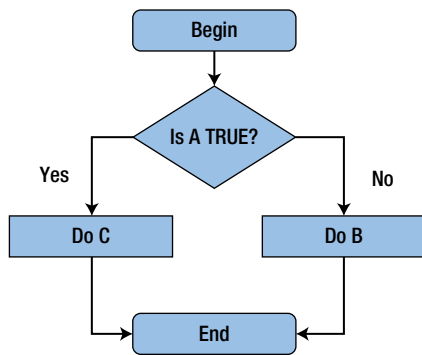 Begin
Is A TRUE?
Yes
No
Do C
Do B
End